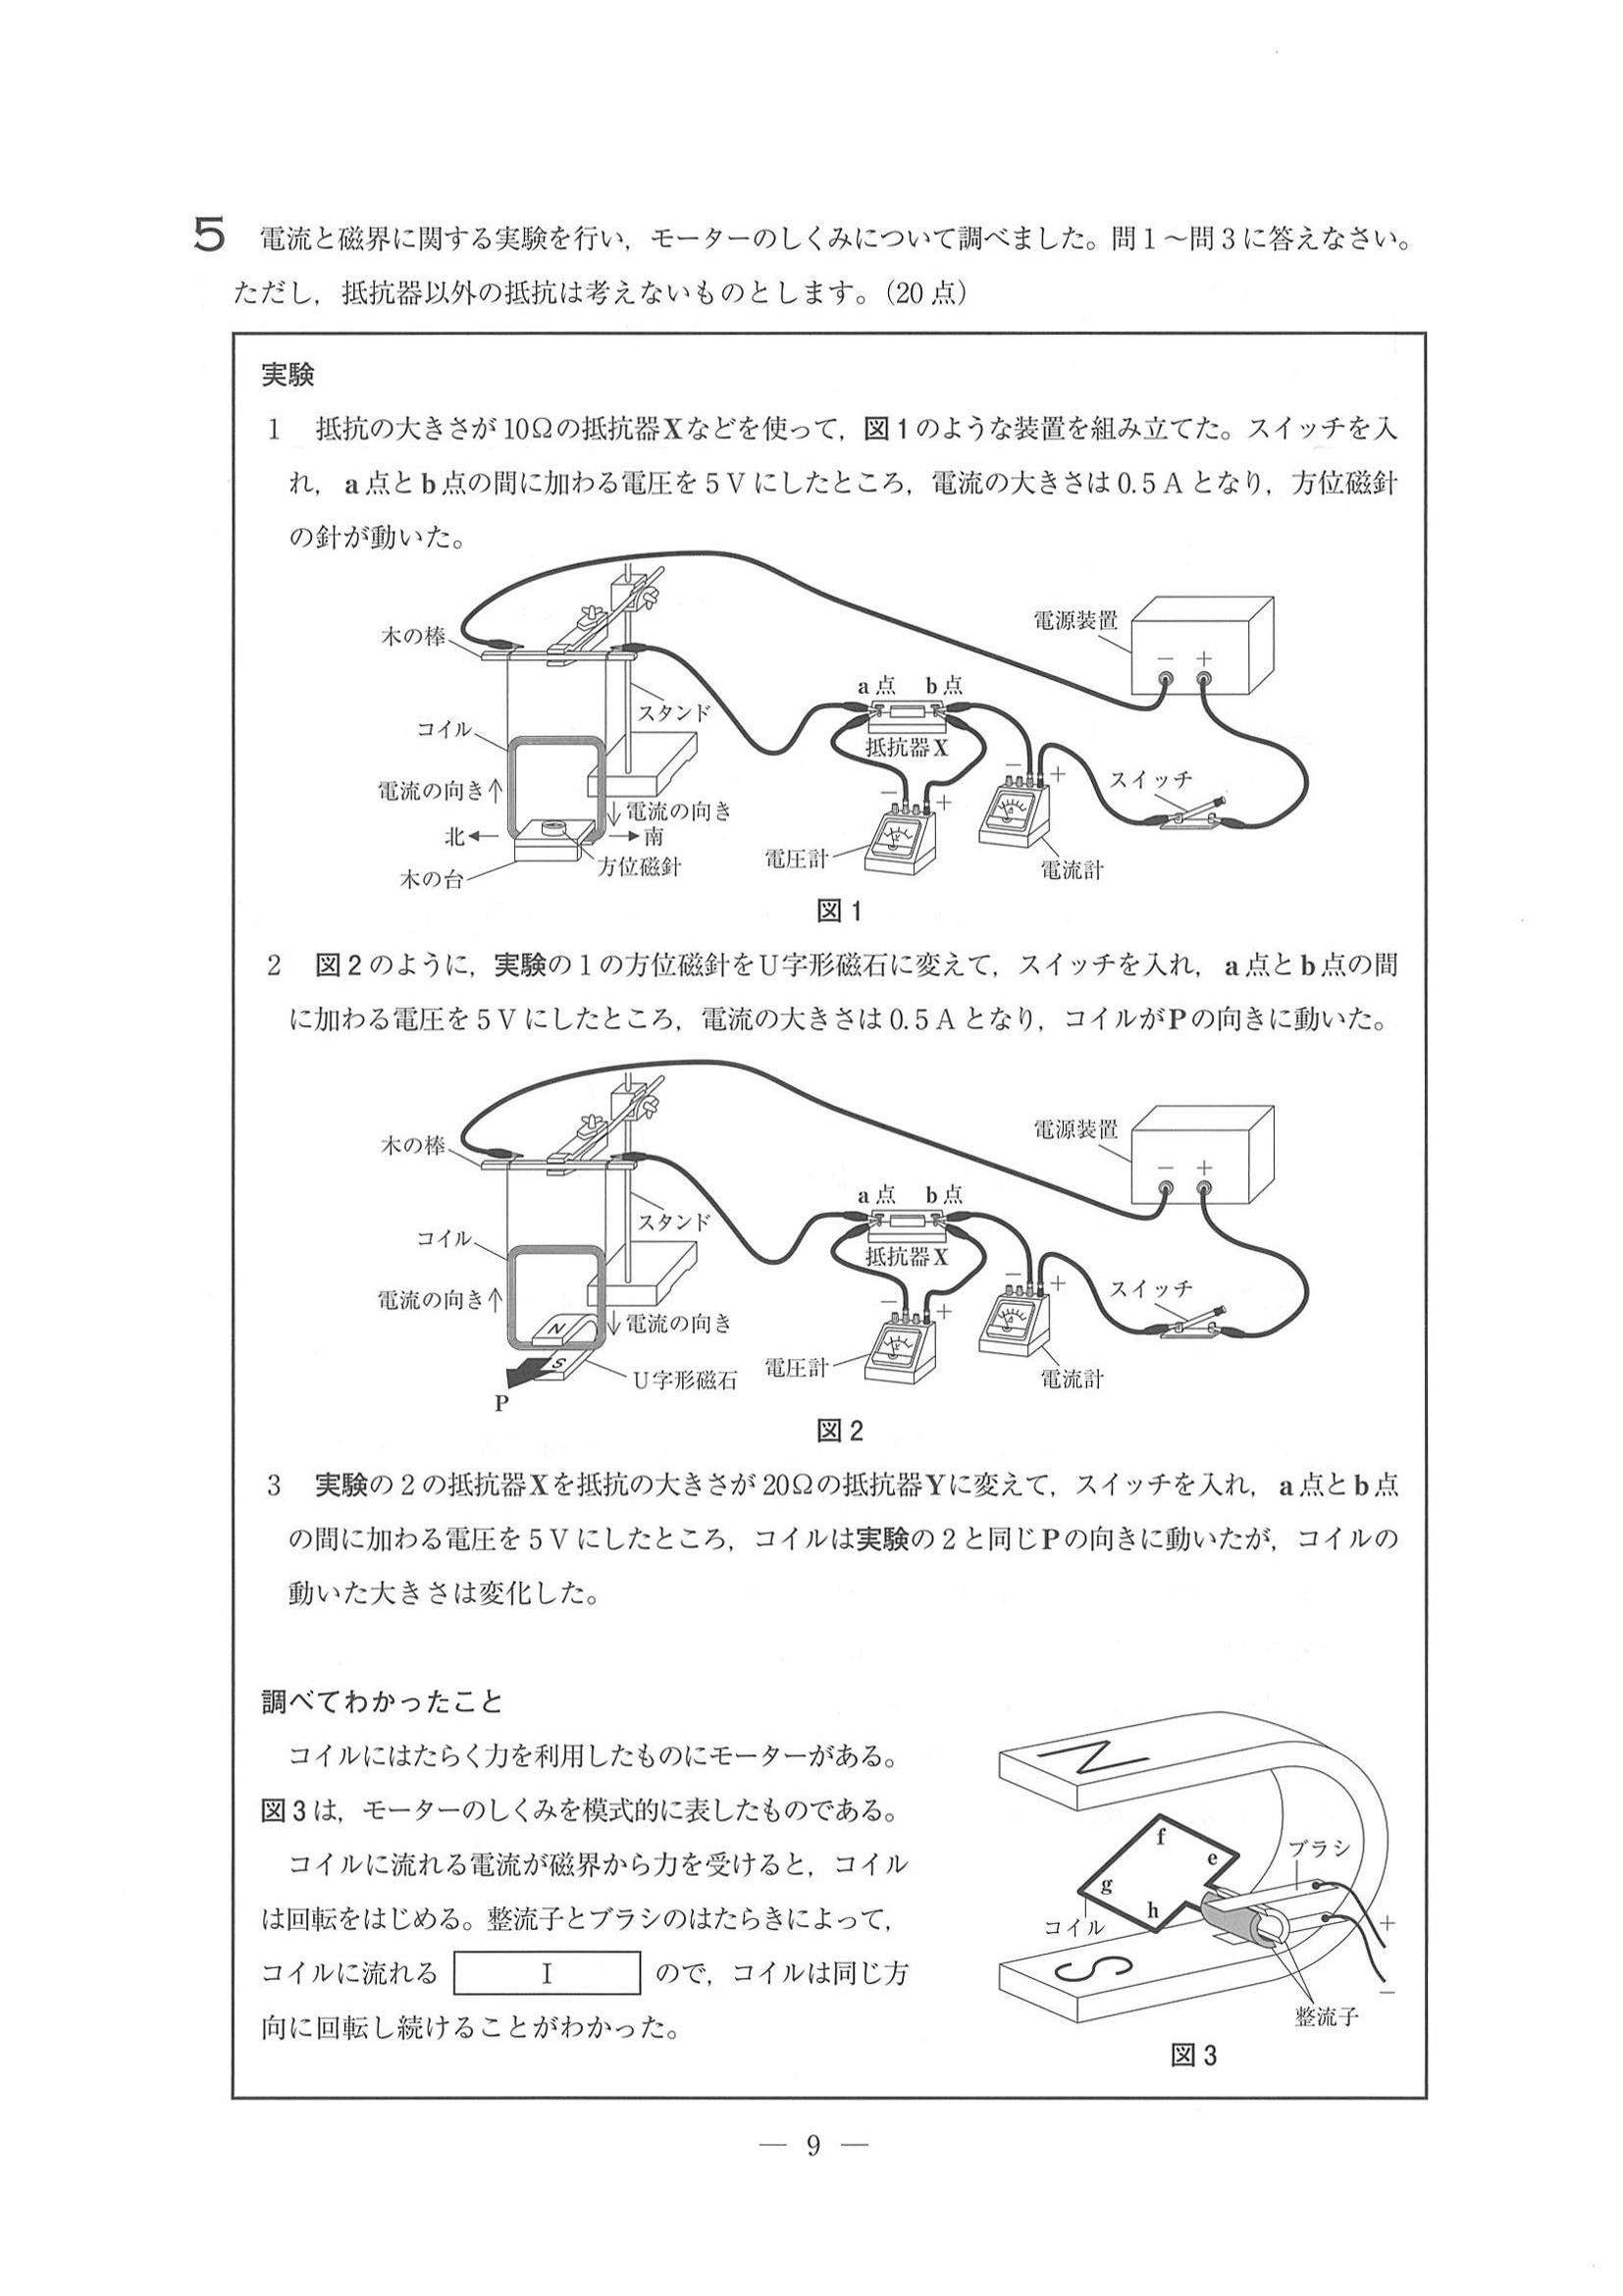 5 電流と磁界に関する実験を行い，モーターのしくみについて調べました。問1～問3に答えなさい。
ただし，抵抗器以外の抵抗は考えないものとします。（20点）
実験
1 抵抗の大きさが10Ωの抵抗器Xなどを使って，図1のような装置を組み立てた。スイッチを入
れ，a点とb点の間に加わる電圧を5Vにしたところ，電流の大きさは0.5Aとなり，方位磁針
の針が動いた。
木の棒
電源装置
－ ＋
a点 b点
スタンド
コイル
抵抗器X
－ ＋
スイッチ
電流の向き↑
↓電流の向き
－ ＋
北← →南
方位磁針
電圧計
電流計
木の台
図1
2 図2のように，実験の1の方位磁針をU字形磁石に変えて，スイッチを入れ，a点とb点の間
に加わる電圧を5Vにしたところ，電流の大きさは0.5Aとなり，コイルがPの向きに動いた。
木の棒
電源装置
－ ＋
a点 b点
スタンド
コイル
抵抗器X
－ ＋
スイッチ
電流の向き↑
↓電流の向き
－ ＋
N
S
U字形磁石
電圧計
電流計
P
図2
3 実験の2の抵抗器Xを抵抗の大きさが20Ωの抵抗器Yに変えて，スイッチを入れ，a点とb点
の間に加わる電圧を5Vにしたところ，コイルは実験の2と同じPの向きに動いたが，コイルの
動いた大きさは変化した。
調べてわかったこと
コイルにはたらく力を利用したものにモーターがある。
図3は，モーターのしくみを模式的に表したものである。
コイルに流れる電流が磁界から力を受けると，コイル
は回転をはじめる。整流子とブラシのはたらきによって，
コイルに流れる I ので，コイルは同じ方
向に回転し続けることがわかった。
N
f
e
ブラシ
g
h
コイル
＋
S
－
整流子
図3
― 9 ―